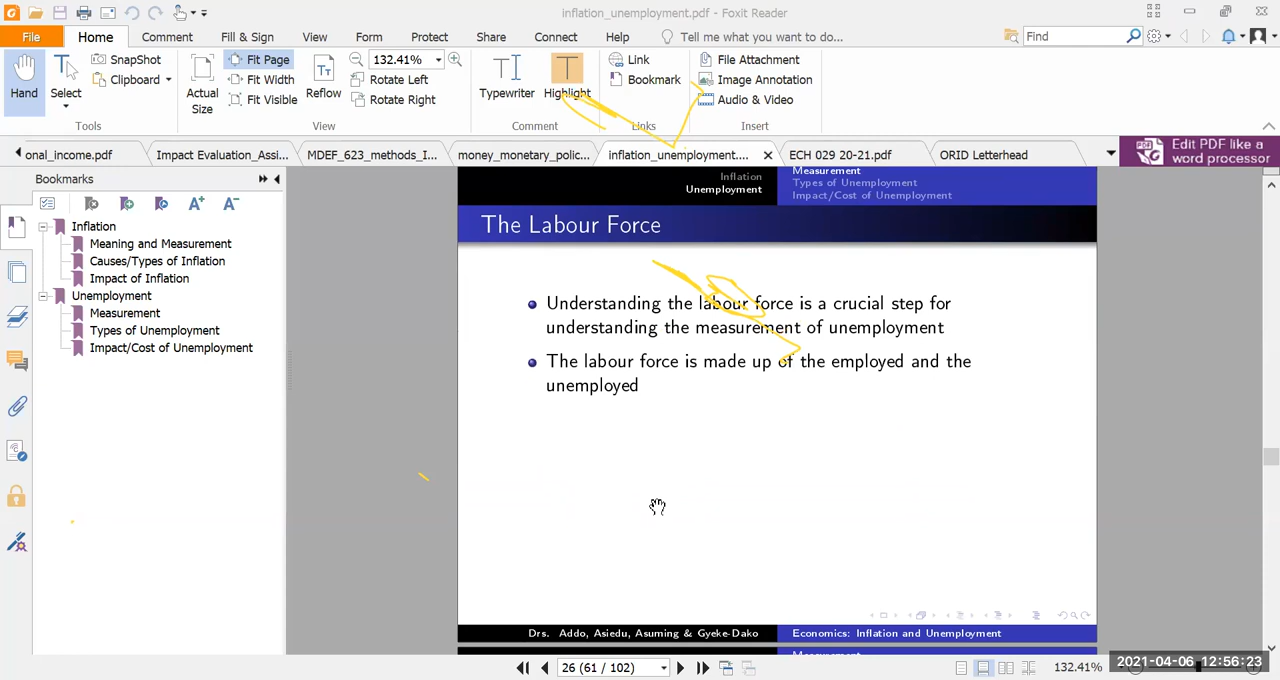 inflation_unemployment.pdf - Foxit Reader
File Home Comment Fill & Sign View Form Protect Share Connect Help Tell me what you want to do... Find
Hand
Select
SnapShot
Clipboard
Tools
Actual Size
Fit Page
Fit Width
Fit Visible
Reflow
132.41%
Rotate Left
Rotate Right
View
Typewriter
Highlight
Comment
Link
Bookmark
Links
File Attachment
Image Annotation
Audio & Video
Insert
onal_income.pdf Impact Evaluation_Assi... MDEF_623_methods_I... money_monetary_polic... inflation_unemployment.... ECH 029 20-21.pdf ORID Letterhead
Edit PDF like a
word processor
Bookmarks
Inflation
Meaning and Measurement
Causes/Types of Inflation
Impact of Inflation
Unemployment
Measurement
Types of Unemployment
Impact/Cost of Unemployment
Inflation
Unemployment
Measurement
Types of Unemployment
Impact/Cost of Unemployment
The Labour Force
Understanding the labour force is a crucial step for
understanding the measurement of unemployment
The labour force is made up of the employed and the
unemployed
Drs. Addo, Asiedu, Asuming & Gyeke-Dako Economics: Inflation and Unemployment
Measurement
26 (61 / 102) 132.41%
2021-04-06 12:56:23